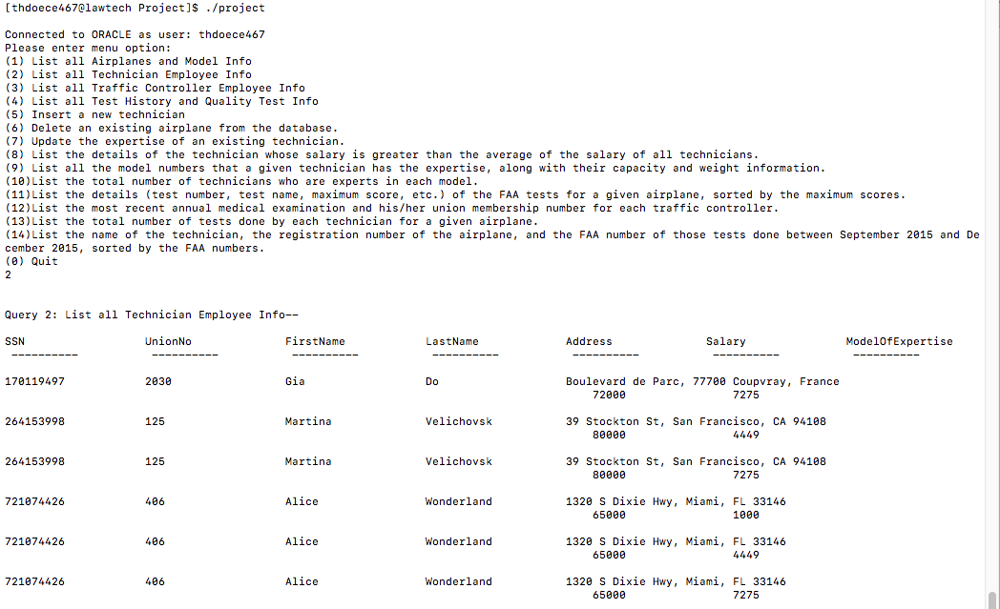 [thdoece467@lawtech Project]$ ./project
Connected to ORACLE as user: thdoece467
Please enter menu option:
(1) List all Airplanes and Model Info
(2) List all Technician Employee Info
(3) List all Traffic Controller Employee Info
(4) List all Test History and Quality Test Info
(5) Insert a new technician
(6) Delete an existing airplane from the database.
(7) Update the expertise of an existing technician.
(8) List the details of the technician whose salary is greater than the average of the salary of all technicians.
(9) List all the model numbers that a given technician has the expertise, along with their capacity and weight information.
(10)List the total number of technicians who are experts in each model.
(11)List the details (test number, test name, maximum score, etc.) of the FAA tests for a given airplane, sorted by the maximum scores.
(12)List the most recent annual medical examination and his/her union membership number for each traffic controller.
(13)List the total number of tests done by each technician for a given airplane.
(14)List the name of the technician, the registration number of the airplane, and the FAA number of those tests done between September 2015 and De
cember 2015, sorted by the FAA numbers.
(0) Quit
2
Query 2: List all Technician Employee Info--
SSN UnionNo FirstName LastName Address Salary ModelOfExpertise
---------- ---------- ---------- ---------- ---------- ---------- ----------
170119497 2030 Gia Do Boulevard de Parc, 77700 Coupvray, France
72000 7275
264153998 125 Martina Velichovsk 39 Stockton St, San Francisco, CA 94108
80000 4449
264153998 125 Martina Velichovsk 39 Stockton St, San Francisco, CA 94108
80000 7275
721074426 406 Alice Wonderland 1320 S Dixie Hwy, Miami, FL 33146
65000 1000
721074426 406 Alice Wonderland 1320 S Dixie Hwy, Miami, FL 33146
65000 4449
721074426 406 Alice Wonderland 1320 S Dixie Hwy, Miami, FL 33146
65000 7275